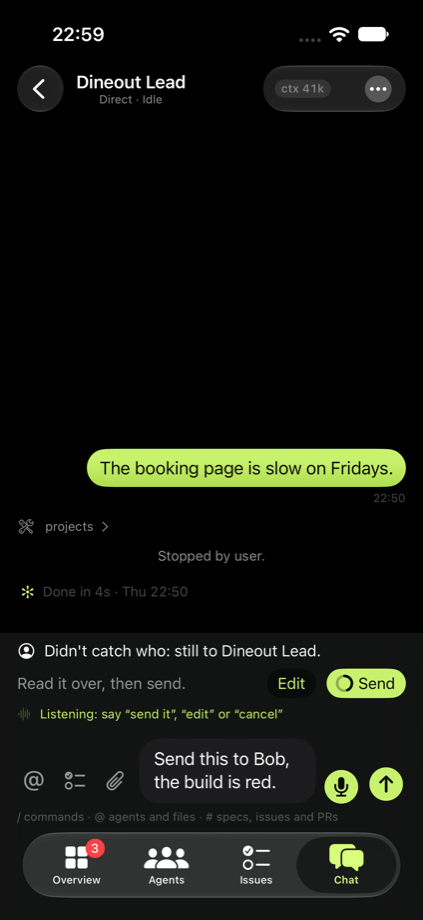 22:59
Dineout Lead
Direct · Idle
ctx 41k
The booking page is slow on Fridays.
22:50
projects
Stopped by user.
Done in 4s · Thu 22:50
Didn't catch who: still to Dineout Lead.
Read it over, then send.
Edit
Send
Listening: say “send it”, “edit” or “cancel”
Send this to Bob,
the build is red.
/ commands · @ agents and files · # specs, issues and PRs
3
Overview
Agents
Issues
Chat